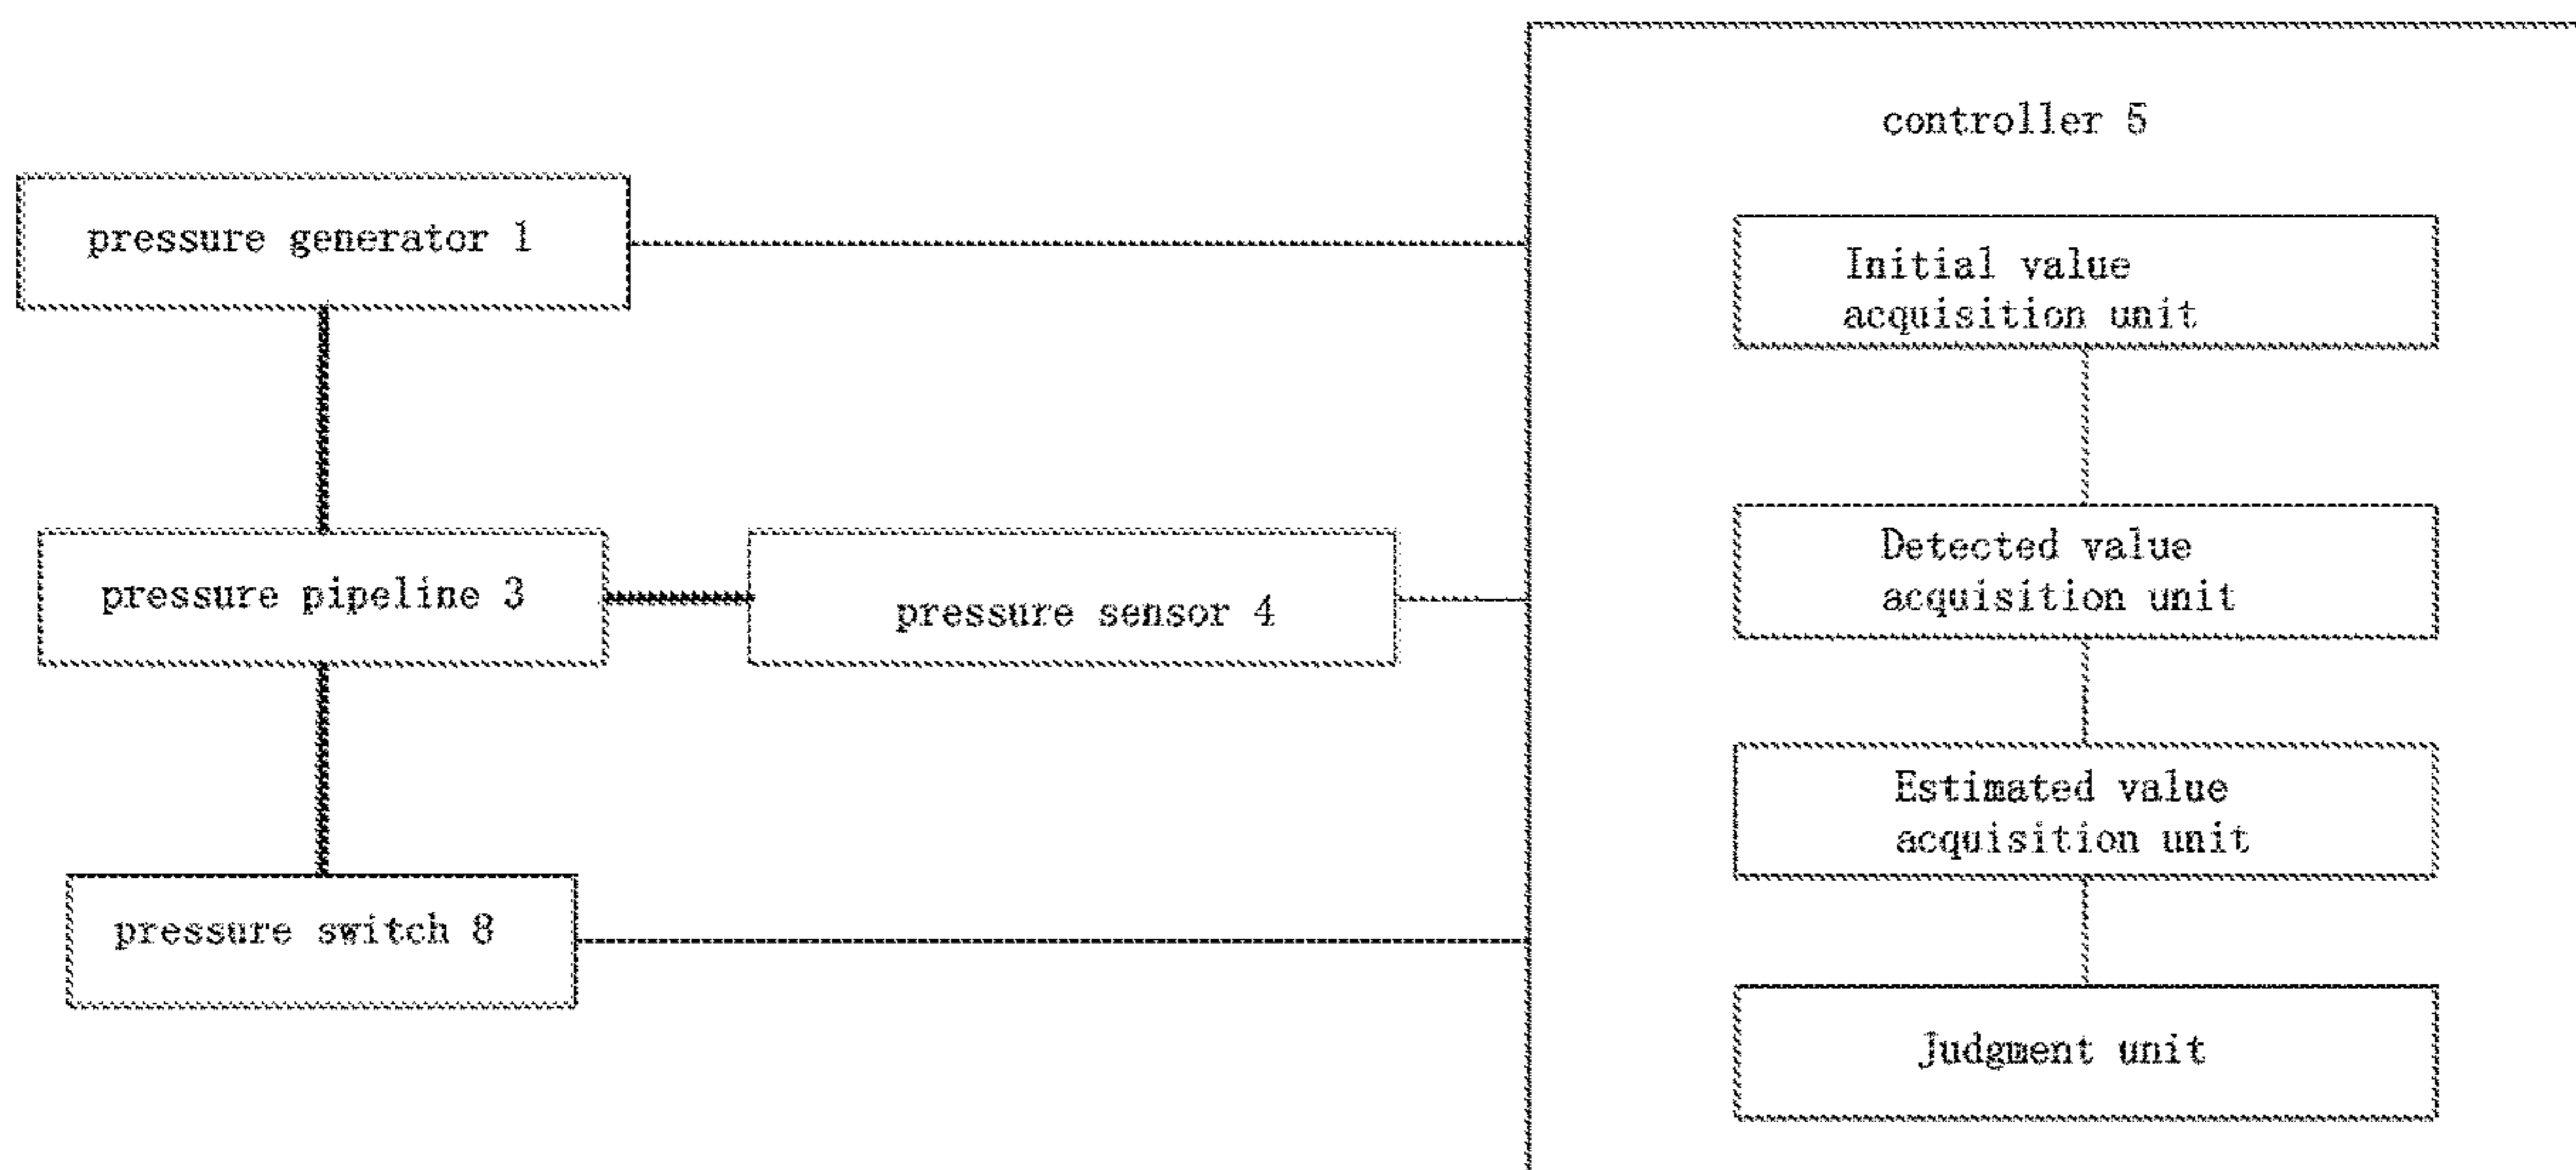 controller 5
pressure generator 1
Initial value
acquisition unit
Detected value
acquisition unit
pressure pipeline 3
pressure sensor 4
Estimated value
acquisition unit
pressure switch 8
Judgment unit